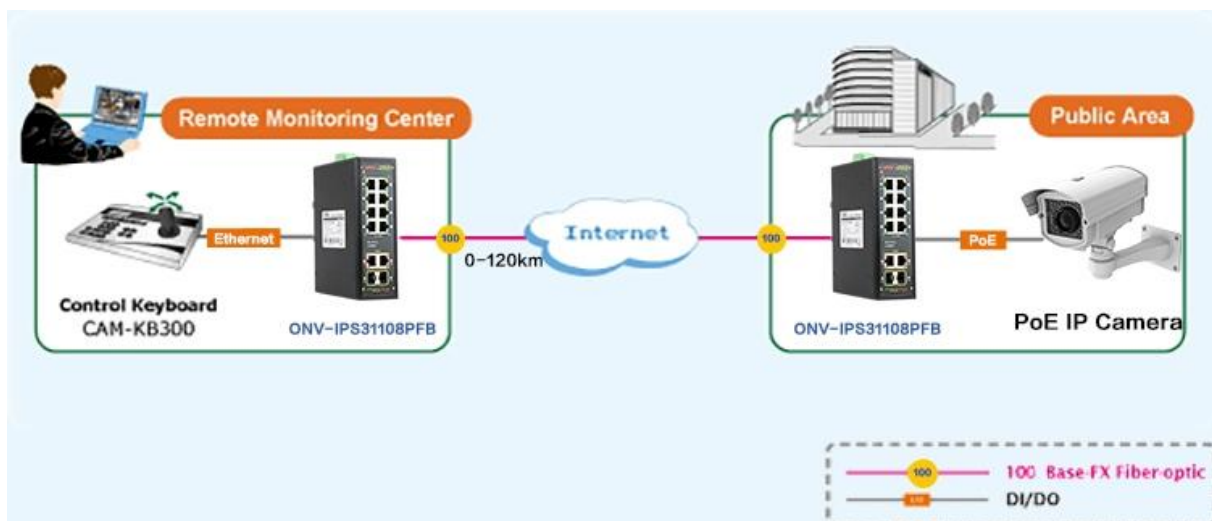 Remote Monitoring Center
Public Area
Ethernet
100
Internet
100
PoE
0-120km
Control Keyboard
CAM-KB300
ONV-IPS31108PFB
ONV-IPS31108PFB
PoE IP Camera
100
100 Base-FX Fiber-optic
DI/DO